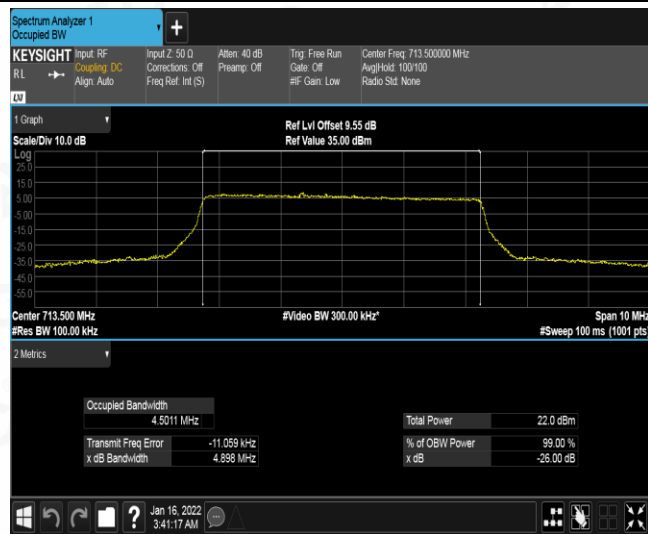 Spectrum Analyzer 1
Occupied BW
+
KEYSIGHT Input: RF Input Z: 50 Ω Atten: 40 dB Trig: Free Run Center Freq: 713.500000 MHz
RL Coupling: DC Corrections: Off Preamp: Off Gate: Off Avg|Hold: 100/100
Align: Auto Freq Ref: Int (S) #IF Gain: Low Radio Std: None
LXI
1 Graph Ref Lvl Offset 9.55 dB
Scale/Div 10.0 dB Ref Value 35.00 dBm
Log
25.0
15.0
5.00
-5.00
-15.0
-25.0
-35.0
-45.0
-55.0
Center 713.500 MHz #Video BW 300.00 kHz* Span 10 MHz
#Res BW 100.00 kHz #Sweep 100 ms (1001 pts)
2 Metrics
Occupied Bandwidth
4.5011 MHz Total Power 22.0 dBm
Transmit Freq Error -11.059 kHz % of OBW Power 99.00 %
x dB Bandwidth 4.898 MHz x dB -26.00 dB
? Jan 16, 2022
3:41:17 AM